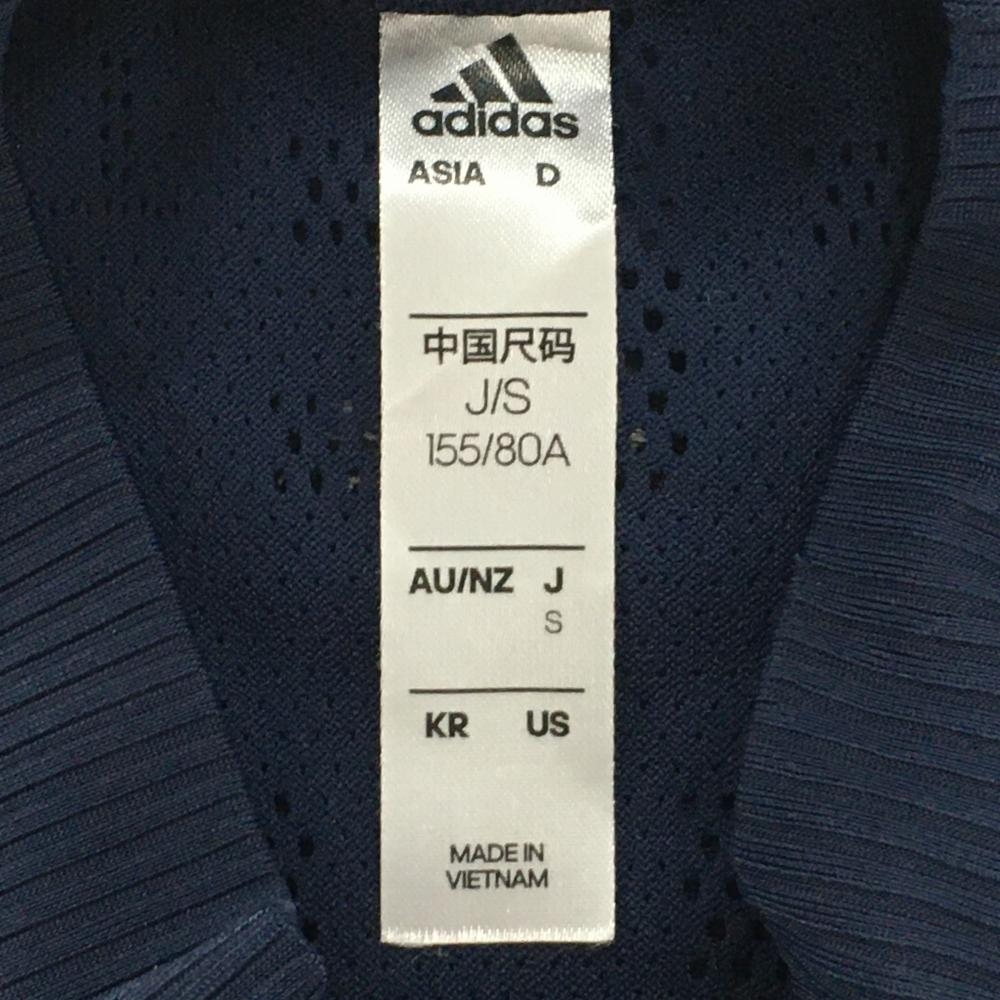 adidas
ASIA D
中国尺码
J/S
155/80A
AU/NZ J
S
KR US
MADE IN
VIETNAM